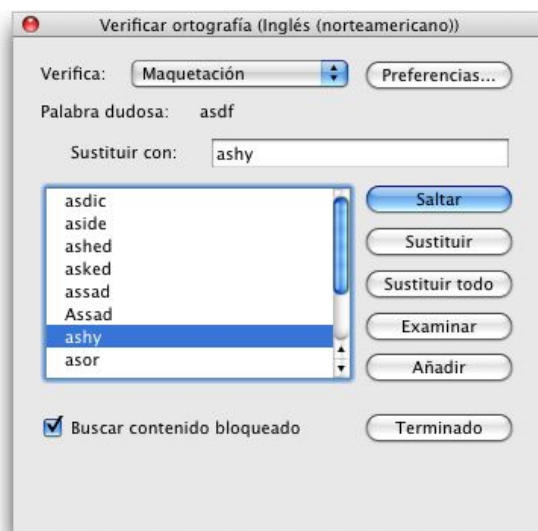 Verificar ortografía (Inglés (norteamericano))
Verifica: Maquetación Preferencias...
Palabra dudosa: asdf
Sustituir con: ashy
asdic
aside
ashed
asked
assad
Assad
ashy
asor
Saltar
Sustituir
Sustituir todo
Examinar
Añadir
Buscar contenido bloqueado
Terminado